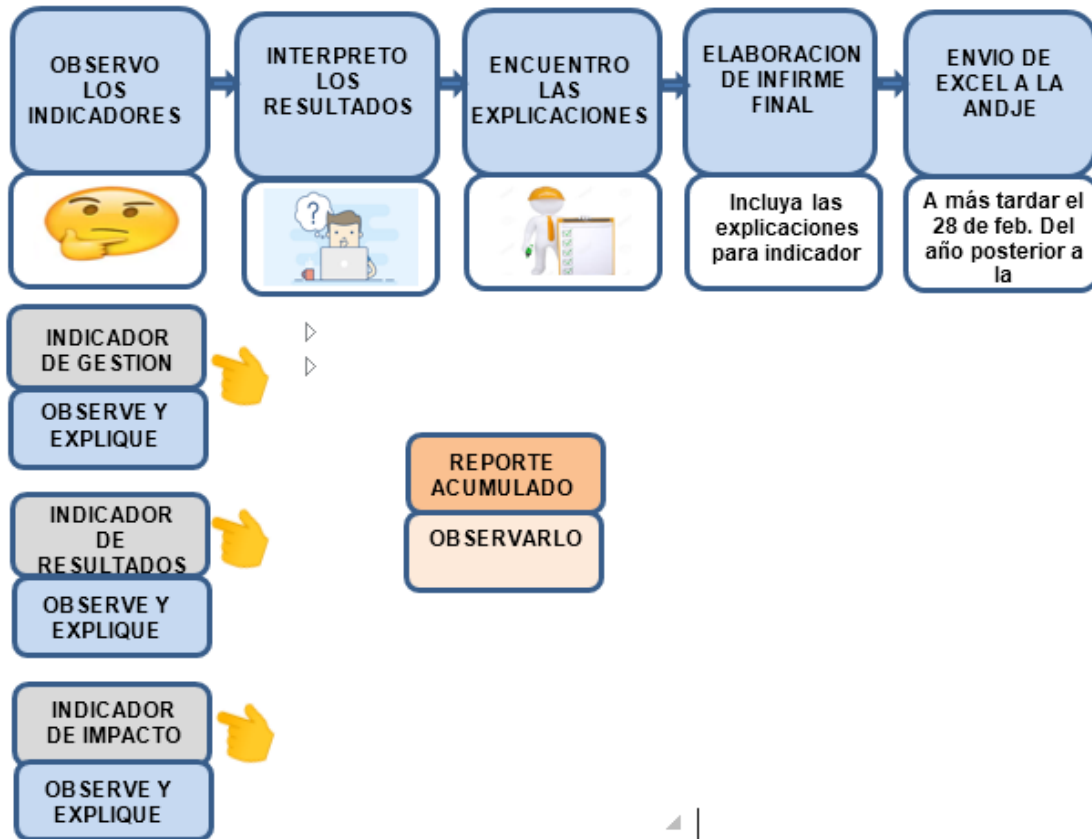 OBSERVO
LOS
INDICADORES
INTERPRETO
LOS
RESULTADOS
ENCUENTRO
LAS
EXPLICACIONES
ELABORACION
DE INFIRME
FINAL
ENVIO DE
EXCEL A LA
ANDJE
?
Incluya las
explicaciones
para indicador
A más tardar el
28 de feb. Del
año posterior a
la
INDICADOR
DE GESTION
OBSERVE Y
EXPLIQUE
REPORTE
ACUMULADO
OBSERVARLO
INDICADOR
DE
RESULTADOS
OBSERVE Y
EXPLIQUE
INDICADOR
DE IMPACTO
OBSERVE Y
EXPLIQUE